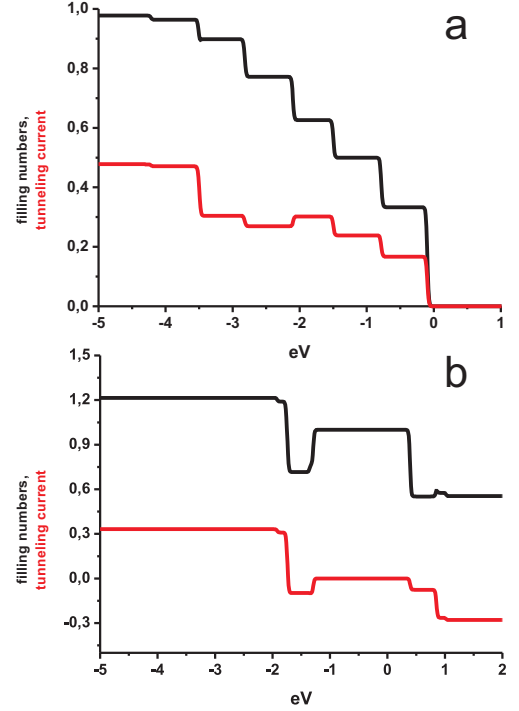 a
1,0
0,8
0,6
0,4
0,2
0,0
filling numbers,
tunneling current
-5 -4 -3 -2 -1 0 1
eV
b
1,5
1,2
0,9
0,6
0,3
0,0
-0,3
filling numbers,
tunneling current
-5 -4 -3 -2 -1 0 1 2
eV